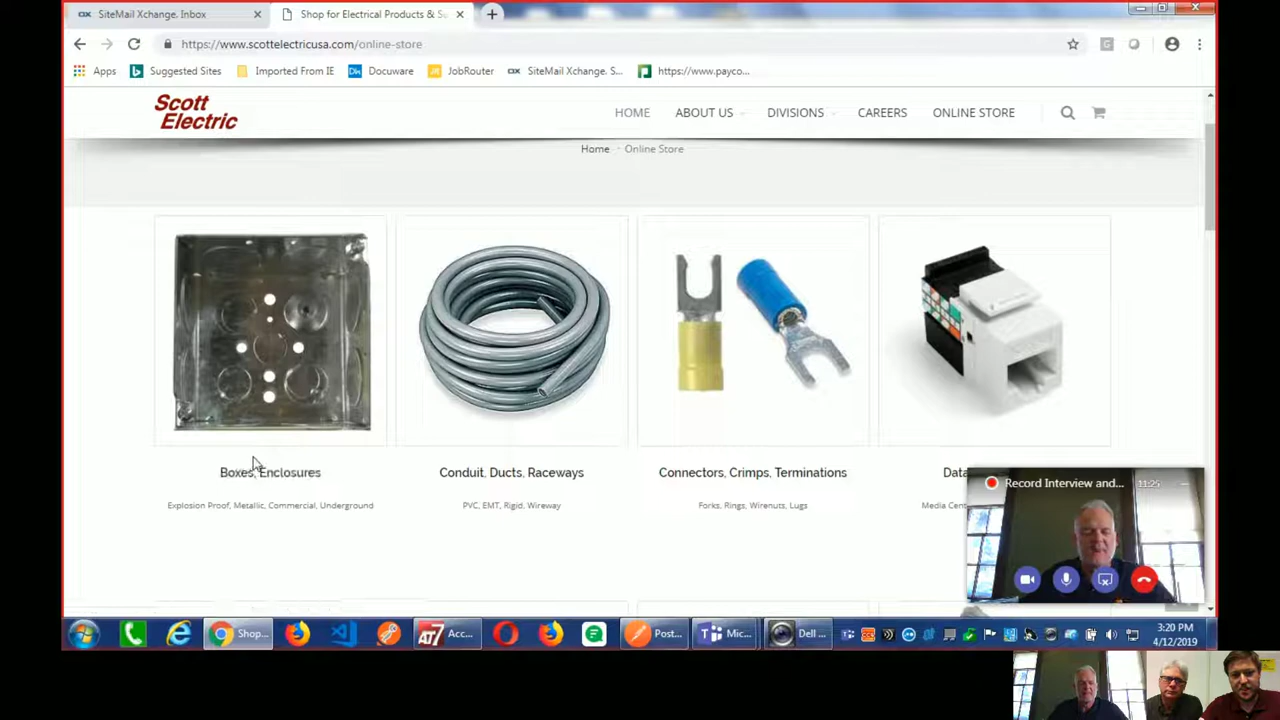 SiteMail Xchange. Inbox
Shop for Electrical Products & S
https://www.scottelectricusa.com/online-store
Apps Suggested Sites Imported From IE Docuware JobRouter SiteMail Xchange. S... https://www.payco...
Scott
Electric
HOME ABOUT US DIVISIONS CAREERS ONLINE STORE
Home Online Store
Boxes, Enclosures Conduit, Ducts, Raceways Connectors, Crimps, Terminations Data
Explosion Proof, Metallic, Commercial, Underground PVC, EMT, Rigid, Wireway Forks, Rings, Wirenuts, Lugs Media Cen
Record Interview and... 11:25
Shop... AT7 Acc... Post... Mic... Dell ...
3:20 PM
4/12/2019